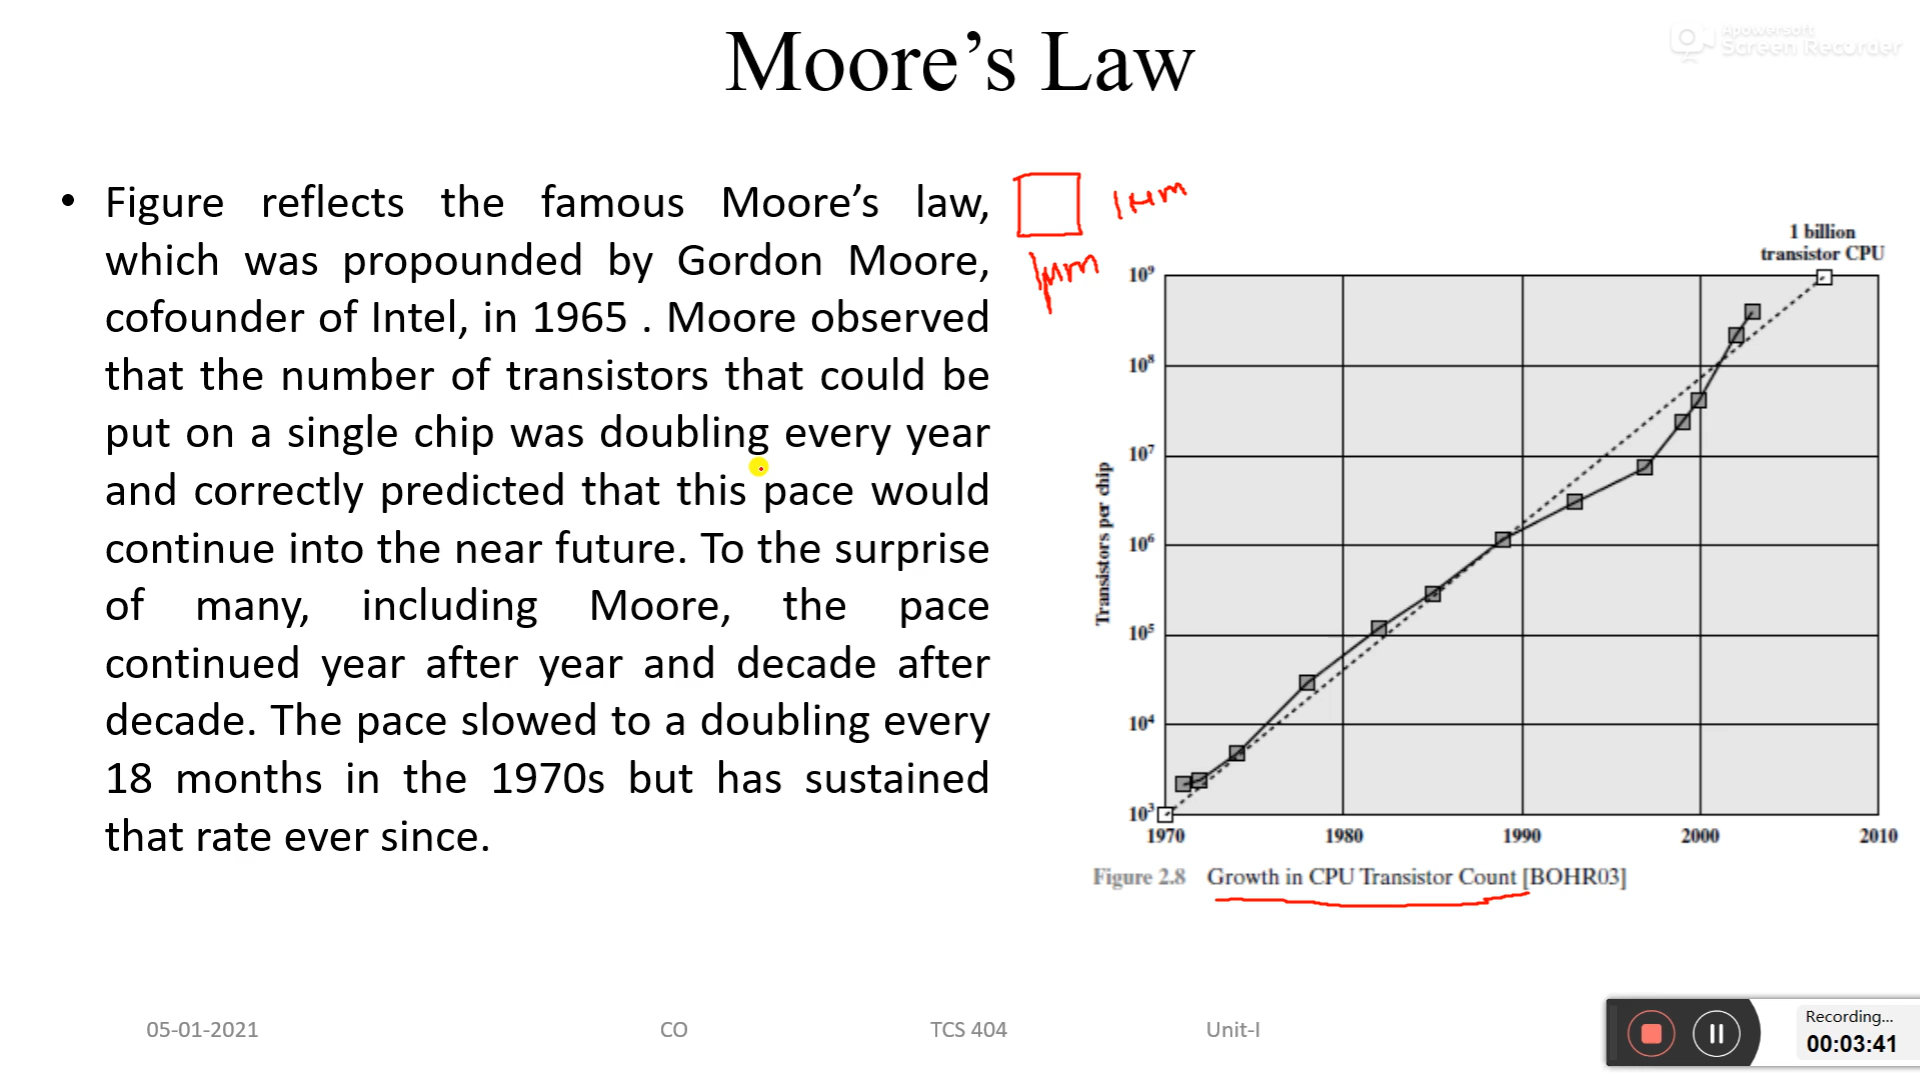 Moore’s Law
Apowersoft
Screen Recorder
• Figure reflects the famous Moore’s law,
which was propounded by Gordon Moore,
cofounder of Intel, in 1965 . Moore observed
that the number of transistors that could be
put on a single chip was doubling every year
and correctly predicted that this pace would
continue into the near future. To the surprise
of many, including Moore, the pace
continued year after year and decade after
decade. The pace slowed to a doubling every
18 months in the 1970s but has sustained
that rate ever since.
1μm
1μm
1 billion
transistor CPU
10⁹
10⁸
10⁷
10⁶
10⁵
10⁴
10³
Transistors per chip
1970 1980 1990 2000 2010
Figure 2.8 Growth in CPU Transistor Count [BOHR03]
05-01-2021 CO TCS 404 Unit-I
Recording...
00:03:41